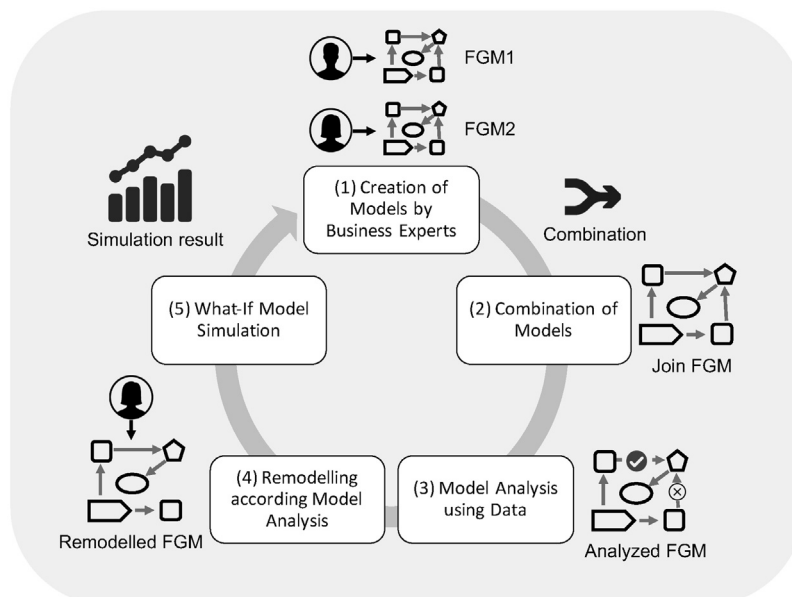 FGM1
FGM2
(1) Creation of
Models by
Business Experts
Simulation result
Combination
(2) Combination of
Models
Join FGM
(3) Model Analysis
using Data
Analyzed FGM
(4) Remodelling
according Model
Analysis
Remodelled FGM
(5) What-If Model
Simulation